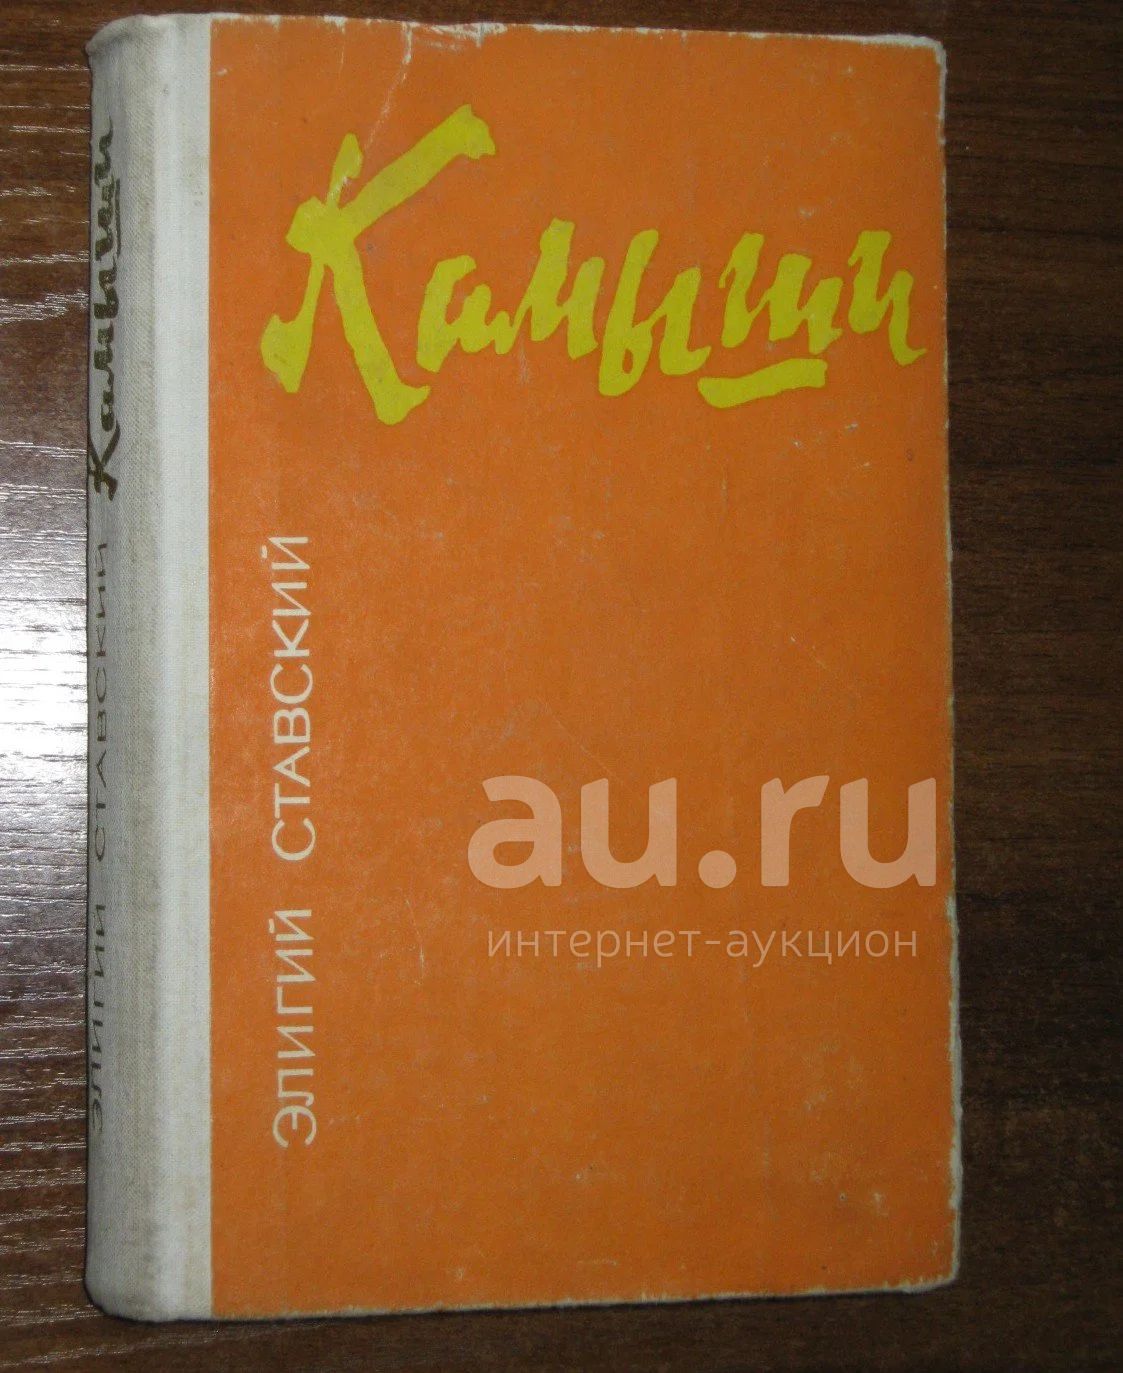 Камыши
ЭЛИГИЙ СТАВСКИЙ
ЭЛИГИЙ СТАВСКИЙ Камыши
au.ru
интернет-аукцион